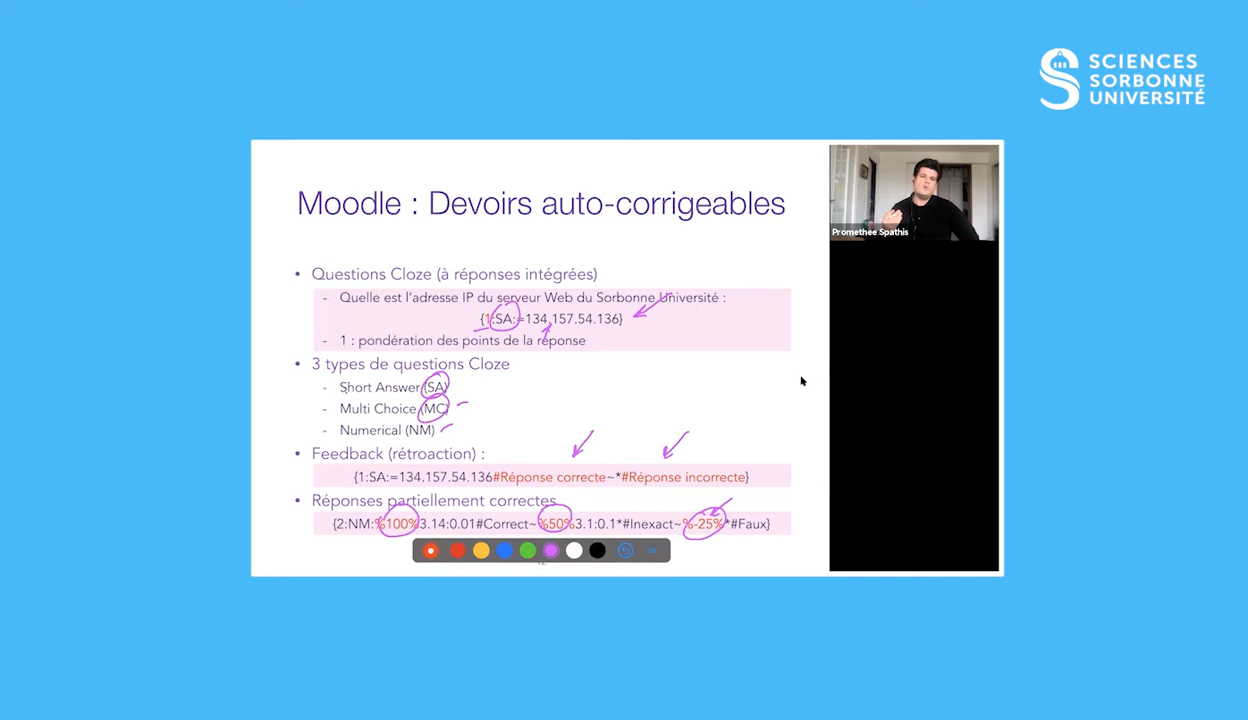 SCIENCES
SORBONNE
UNIVERSITÉ
Moodle : Devoirs auto-corrigeables
Promethee Spathis
• Questions Cloze (à réponses intégrées)
- Quelle est l'adresse IP du serveur Web du Sorbonne Université :
{1:SA:=134.157.54.136}
- 1 : pondération des points de la réponse
• 3 types de questions Cloze
- Short Answer (SA)
- Multi Choice (MC)
- Numerical (NM)
• Feedback (rétroaction) :
{1:SA:=134.157.54.136#Réponse correcte~*#Réponse incorrecte}
• Réponses partiellement correctes
{2:NM:%100%3.14:0.01#Correct~%50%3.1:0.1*#Inexact~%-25%*#Faux}